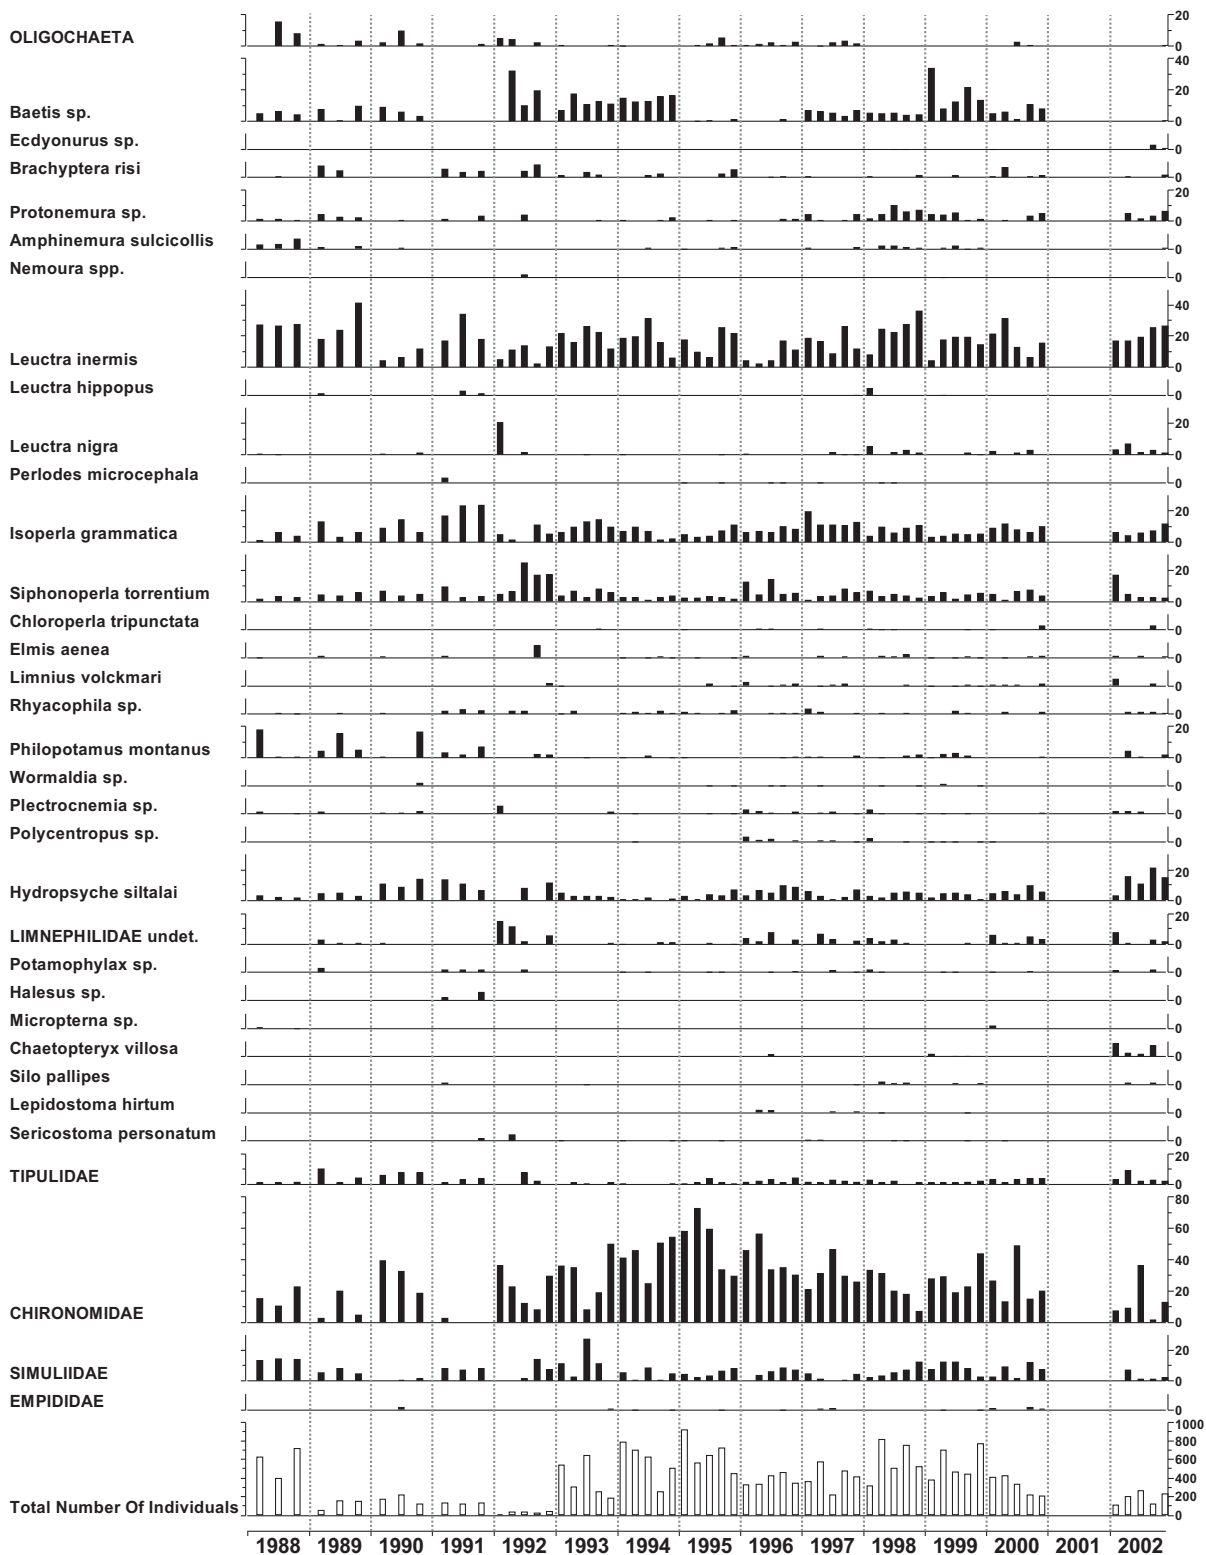 OLIGOCHAETA
20
0
Baetis sp.
40
20
0
Ecdyonurus sp.
0
Brachyptera risi
0
Protonemura sp.
20
0
Amphinemura sulcicollis
0
Nemoura spp.
0
Leuctra inermis
40
20
0
Leuctra hippopus
0
Leuctra nigra
20
0
Perlodes microcephala
0
Isoperla grammatica
20
0
Siphonoperla torrentium
20
0
Chloroperla tripunctata
0
Elmis aenea
0
Limnius volckmari
0
Rhyacophila sp.
0
Philopotamus montanus
20
0
Wormaldia sp.
0
Plectrocnemia sp.
0
Polycentropus sp.
0
Hydropsyche siltalai
20
0
LIMNEPHILIDAE undet.
20
0
Potamophylax sp.
0
Halesus sp.
0
Micropterna sp.
0
Chaetopteryx villosa
0
Silo pallipes
0
Lepidostoma hirtum
0
Sericostoma personatum
0
TIPULIDAE
20
0
CHIRONOMIDAE
80
60
40
20
0
SIMULIIDAE
20
0
EMPIDIDAE
0
Total Number Of Individuals
1000
800
600
400
200
0
1988 1989 1990 1991 1992 1993 1994 1995 1996 1997 1998 1999 2000 2001 2002